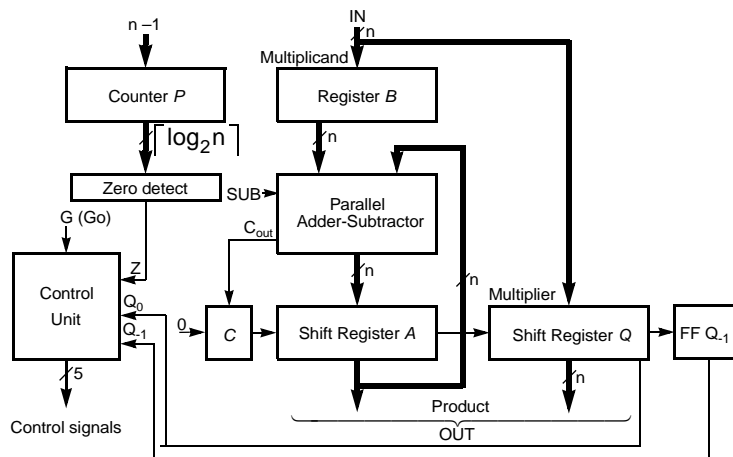 n –1
IN
n
Multiplicand
Counter P
Register B
⌈log2n⌉
n
Zero detect
SUB
Parallel
Adder-Subtractor
G (Go)
Cout
Z
n
n
Control
Unit
Q0
Q-1
Multiplier
0
C
Shift Register A
Shift Register Q
FF Q-1
5
n
Control signals
Product
OUT